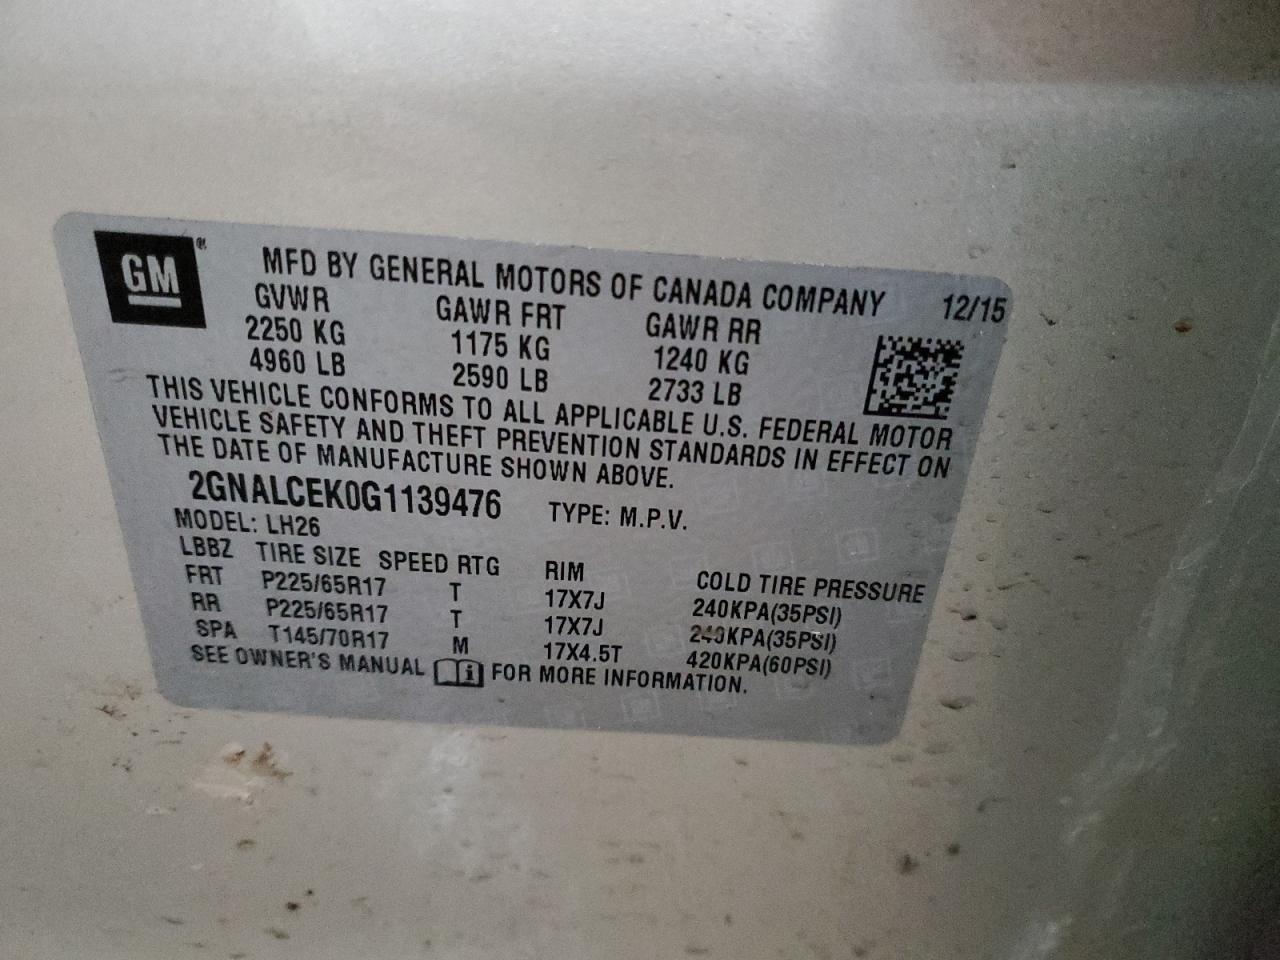 GM®
MFD BY GENERAL MOTORS OF CANADA COMPANY 12/15
GVWR GAWR FRT GAWR RR
2250 KG 1175 KG 1240 KG
4960 LB 2590 LB 2733 LB
THIS VEHICLE CONFORMS TO ALL APPLICABLE U.S. FEDERAL MOTOR
VEHICLE SAFETY AND THEFT PREVENTION STANDARDS IN EFFECT ON
THE DATE OF MANUFACTURE SHOWN ABOVE.
2GNALCEK0G1139476 TYPE: M.P.V.
MODEL: LH26
LBBZ TIRE SIZE SPEED RTG RIM COLD TIRE PRESSURE
FRT P225/65R17 T 17X7J 240KPA(35PSI)
RR P225/65R17 T 17X7J 240KPA(35PSI)
SPA T145/70R17 M 17X4.5T 420KPA(60PSI)
SEE OWNER'S MANUAL FOR MORE INFORMATION.